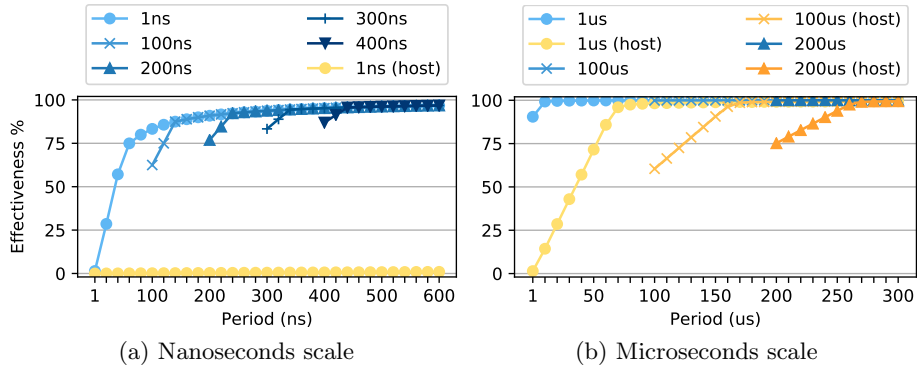 1ns 300ns
100ns 400ns
200ns 1ns (host)
1us 100us (host)
1us (host) 200us
100us 200us (host)
Effectiveness %
100
75
50
25
0
1 100 200 300 400 500 600
Period (ns)
100
75
50
25
0
1 50 100 150 200 250 300
Period (us)
(a) Nanoseconds scale
(b) Microseconds scale